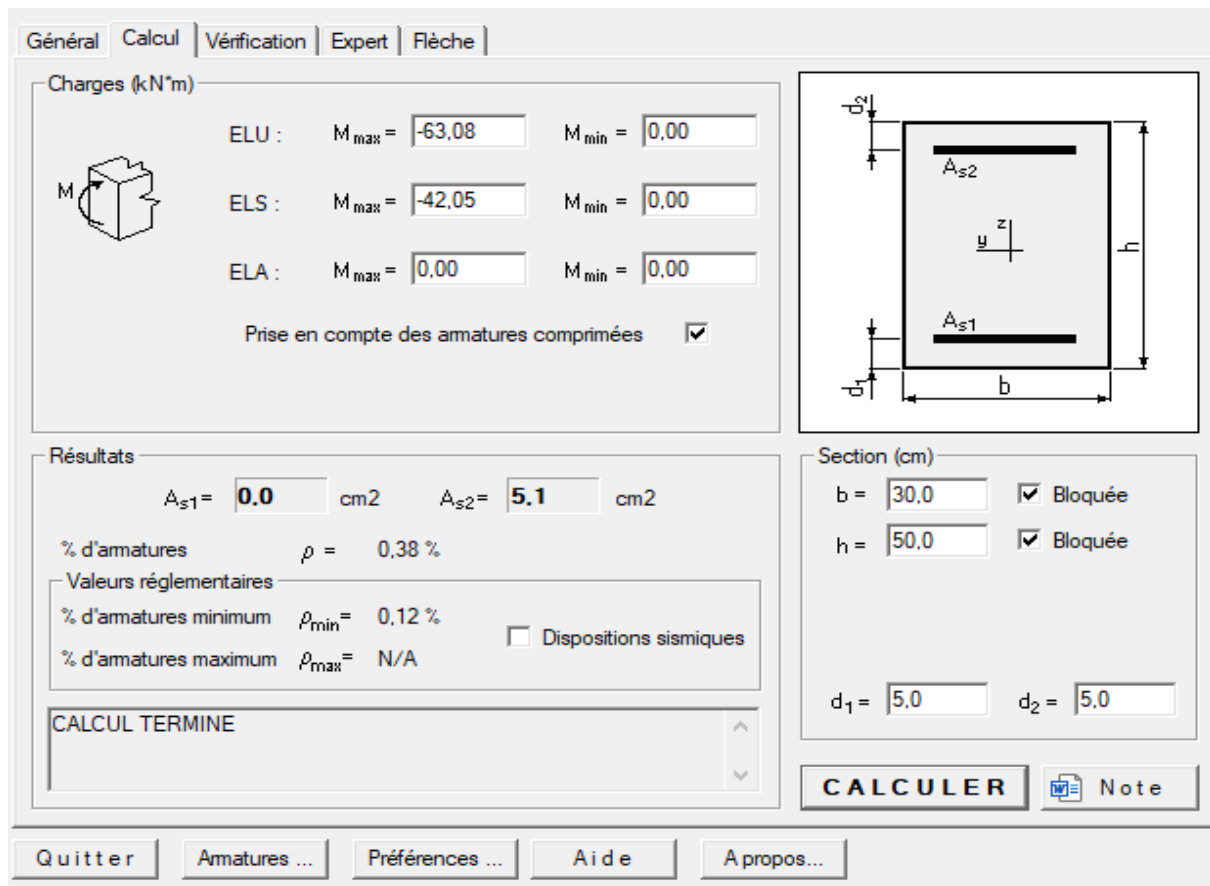 Général Calcul Vérification Expert Flèche
Charges (kN*m)
M
ELU : M max = -63,08 M min = 0,00
ELS : M max = -42,05 M min = 0,00
ELA : M max = 0,00 M min = 0,00
Prise en compte des armatures comprimées
d2
As2
z
y
h
As1
d1
b
Résultats
As1= 0.0 cm2 As2= 5.1 cm2
% d'armatures ρ = 0,38 %
Valeurs réglementaires
% d'armatures minimum ρmin= 0,12 %
Dispositions sismiques
% d'armatures maximum ρmax= N/A
CALCUL TERMINE
Section (cm)
b = 30,0 Bloquée
h = 50,0 Bloquée
d1 = 5,0 d2 = 5,0
CALCULER Note
Quitter Armatures ... Préférences ... Aide A propos...